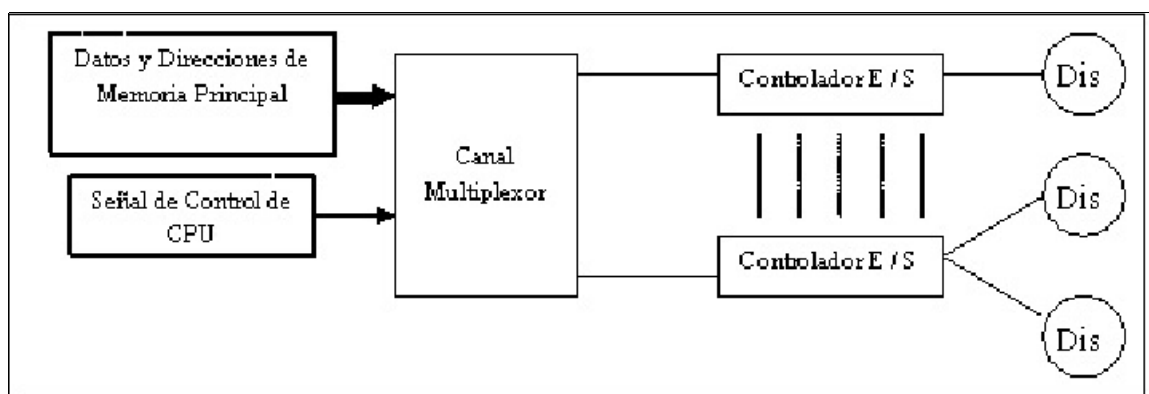 Datos y Direcciones de
Memoria Principal
Señal de Control de
CPU
Canal
Multiplexor
Controlador E / S
Controlador E / S
Dis
Dis
Dis